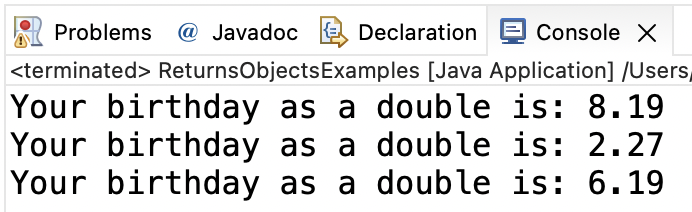 Problems @ Javadoc Declaration Console
<terminated> ReturnsObjectsExamples [Java Application] /Users/
Your birthday as a double is: 8.19
Your birthday as a double is: 2.27
Your birthday as a double is: 6.19